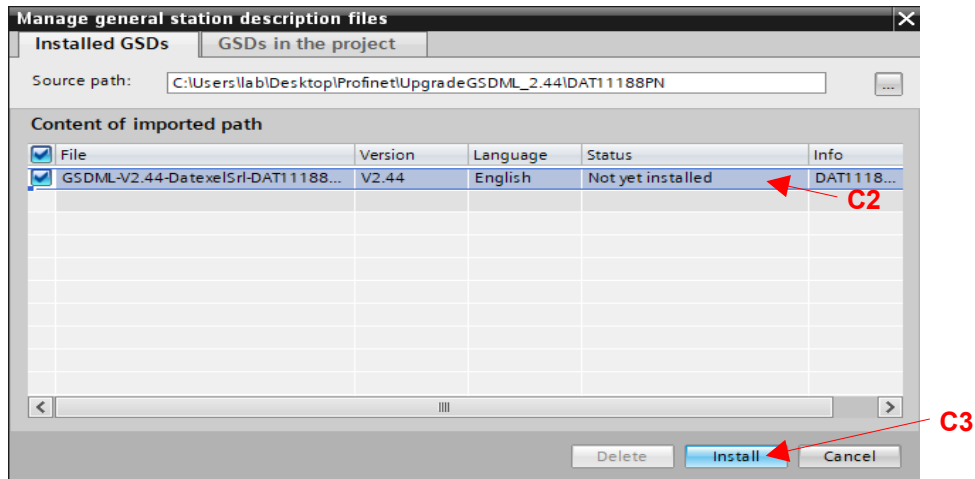 Manage general station description files
Installed GSDs GSDs in the project
Source path: C:\Users\lab\Desktop\Profinet\UpgradeGSDML_2.44\DAT11188PN ...
Content of imported path
File Version Language Status Info
GSDML-V2.44-DatexelSrl-DAT11188... V2.44 English Not yet installed DAT1118...
C2
C3
Delete Install Cancel